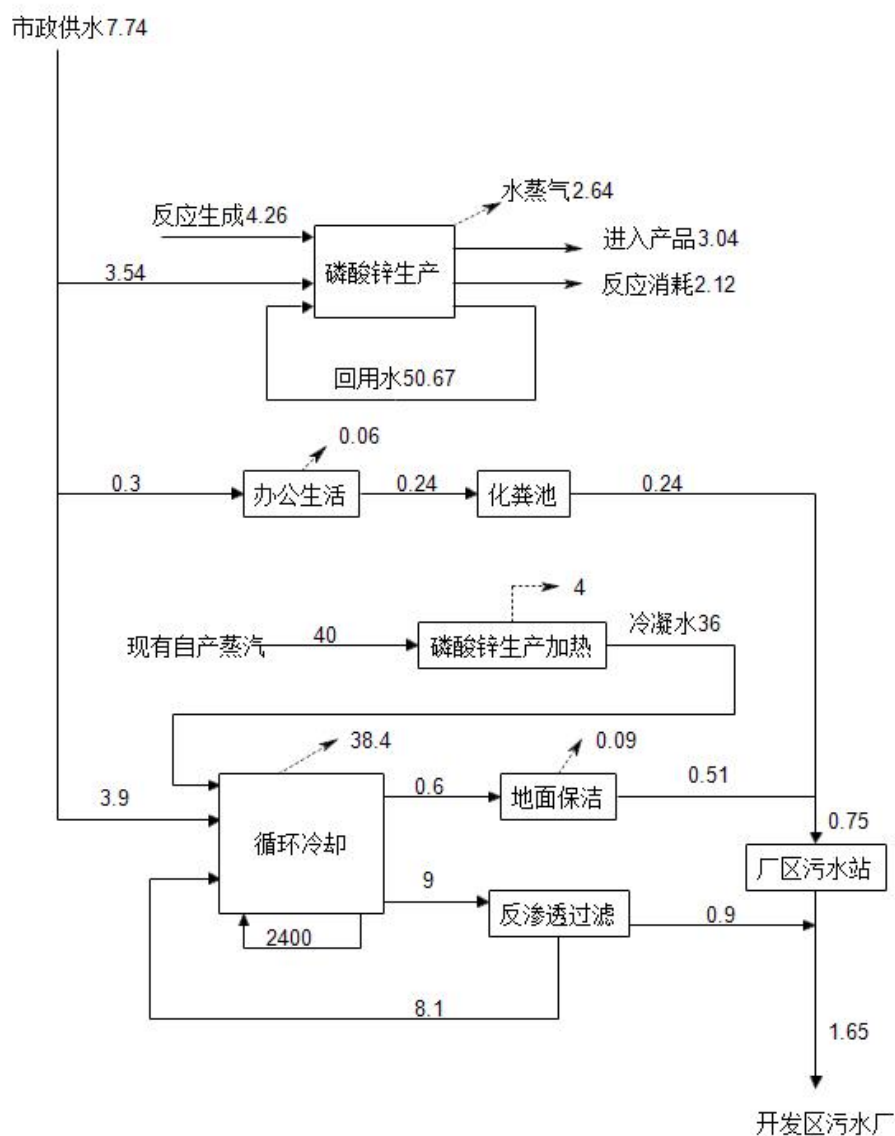 市政供水7.74
水蒸气2.64
反应生成4.26
进入产品3.04
磷酸锌生产
3.54
反应消耗2.12
回用水50.67
0.06
0.3
办公生活
0.24
化粪池
0.24
4
冷凝水36
现有自产蒸汽
40
磷酸锌生产加热
38.4
0.09
0.51
0.6
地面保洁
3.9
0.75
循环冷却
厂区污水站
9
反渗透过滤
0.9
2400
8.1
1.65
开发区污水厂